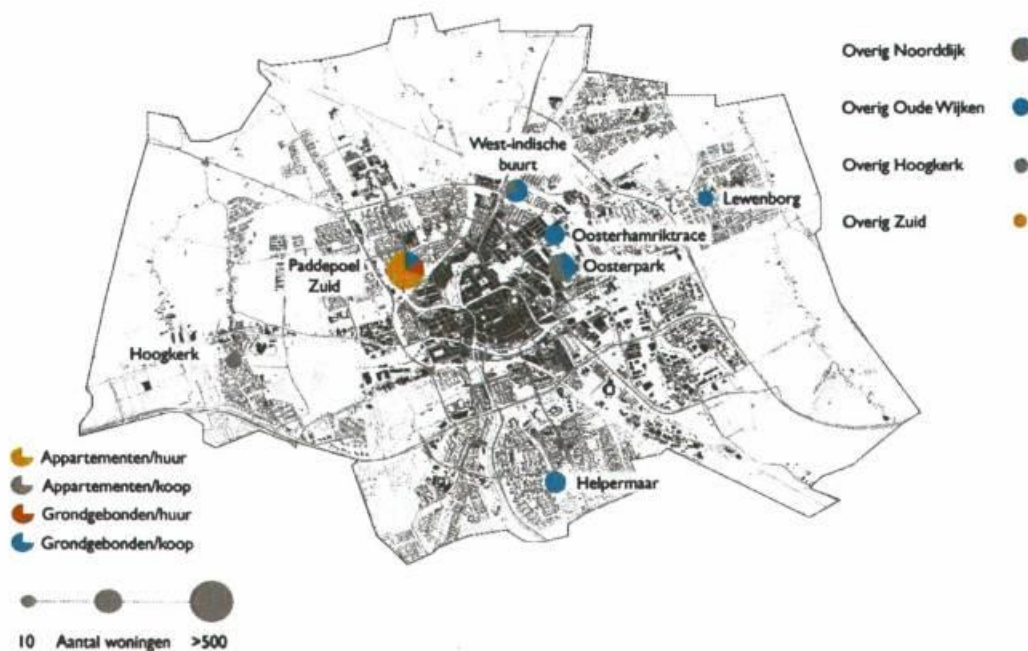 Overig Noorddijk
Overig Oude Wijken
Overig Hoogkerk
Overig Zuid
West-indische
buurt
Lewenborg
Oosterhamriktrace
Oosterpark
Paddepoel
Zuid
Hoogkerk
Helpermaar
Appartementen/huur
Appartementen/koop
Grondgebonden/huur
Grondgebonden/koop
10 Aantal woningen >500